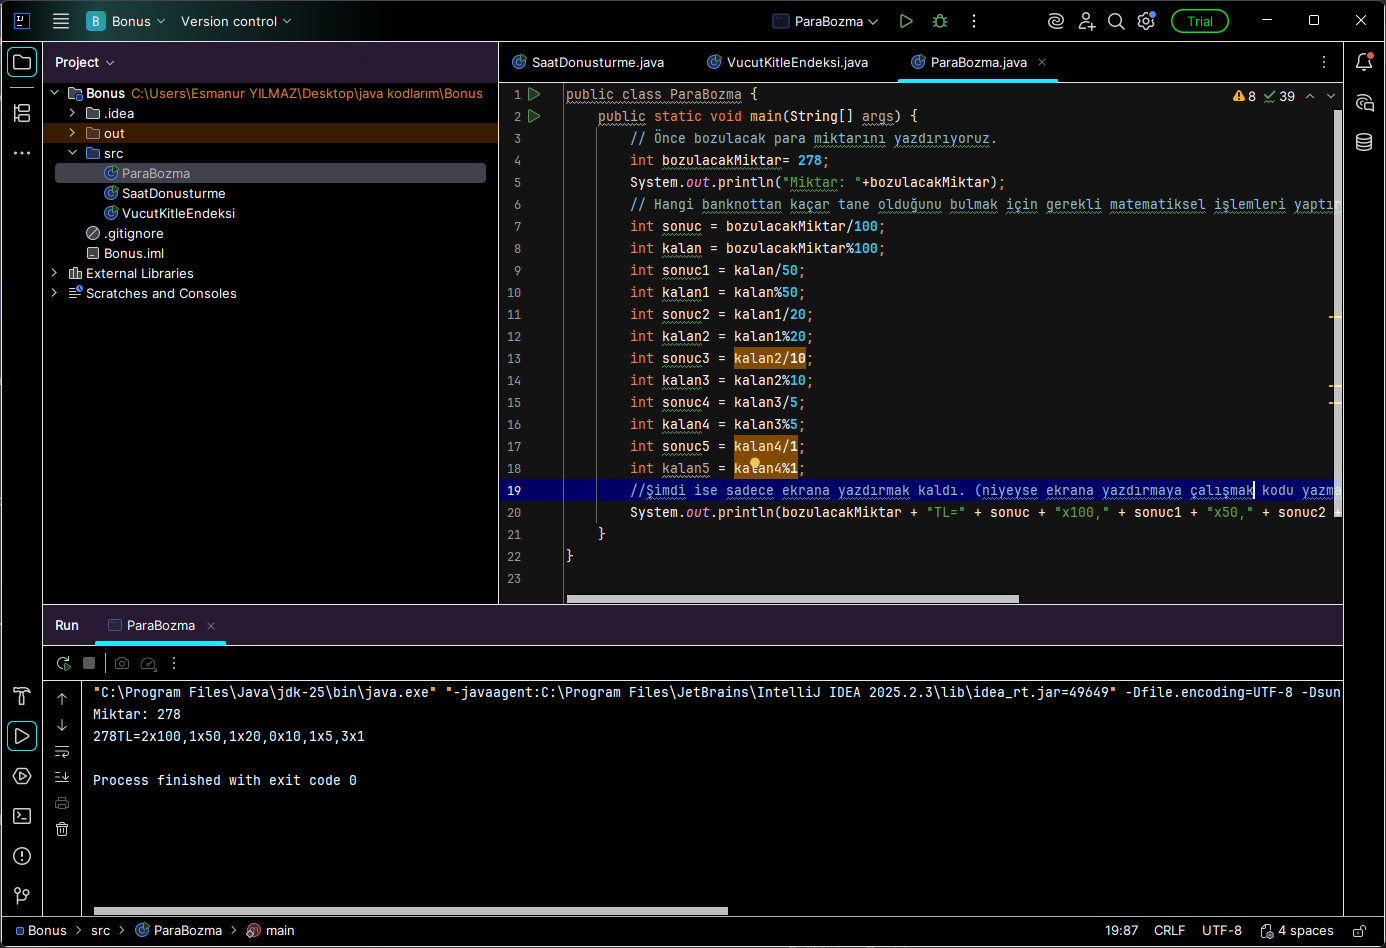 B Bonus Version control ParaBozma Trial
Project
SaatDonusturme.java VucutKitleEndeksi.java ParaBozma.java
Bonus C:\Users\Esmanur YILMAZ\Desktop\java kodlarım\Bonus
.idea
out
src
ParaBozma
SaatDonusturme
VucutKitleEndeksi
.gitignore
Bonus.iml
External Libraries
Scratches and Consoles
8 39
1 public class ParaBozma {
2 public static void main(String[] args) {
3 // Önce bozulacak para miktarını yazdırıyoruz.
4 int bozulacakMiktar= 278;
5 System.out.println("Miktar: "+bozulacakMiktar);
6 // Hangi banknottan kaçar tane olduğunu bulmak için gerekli matematiksel işlemleri yaptır
7 int sonuc = bozulacakMiktar/100;
8 int kalan = bozulacakMiktar%100;
9 int sonuc1 = kalan/50;
10 int kalan1 = kalan%50;
11 int sonuc2 = kalan1/20;
12 int kalan2 = kalan1%20;
13 int sonuc3 = kalan2/10;
14 int kalan3 = kalan2%10;
15 int sonuc4 = kalan3/5;
16 int kalan4 = kalan3%5;
17 int sonuc5 = kalan4/1;
18 int kalan5 = kalan4%1;
19 //Şimdi ise sadece ekrana yazdırmak kaldı. (niyeyse ekrana yazdırmaya çalışmak kodu yazma
20 System.out.println(bozulacakMiktar + "TL=" + sonuc + "x100," + sonuc1 + "x50," + sonuc2 +
21 }
22 }
23
Run ParaBozma
"C:\Program Files\Java\jdk-25\bin\java.exe" "-javaagent:C:\Program Files\JetBrains\IntelliJ IDEA 2025.2.3\lib\idea_rt.jar=49649" -Dfile.encoding=UTF-8 -Dsun
Miktar: 278
278TL=2x100,1x50,1x20,0x10,1x5,3x1
Process finished with exit code 0
Bonus > src > ParaBozma > main 19:87 CRLF UTF-8 4 spaces